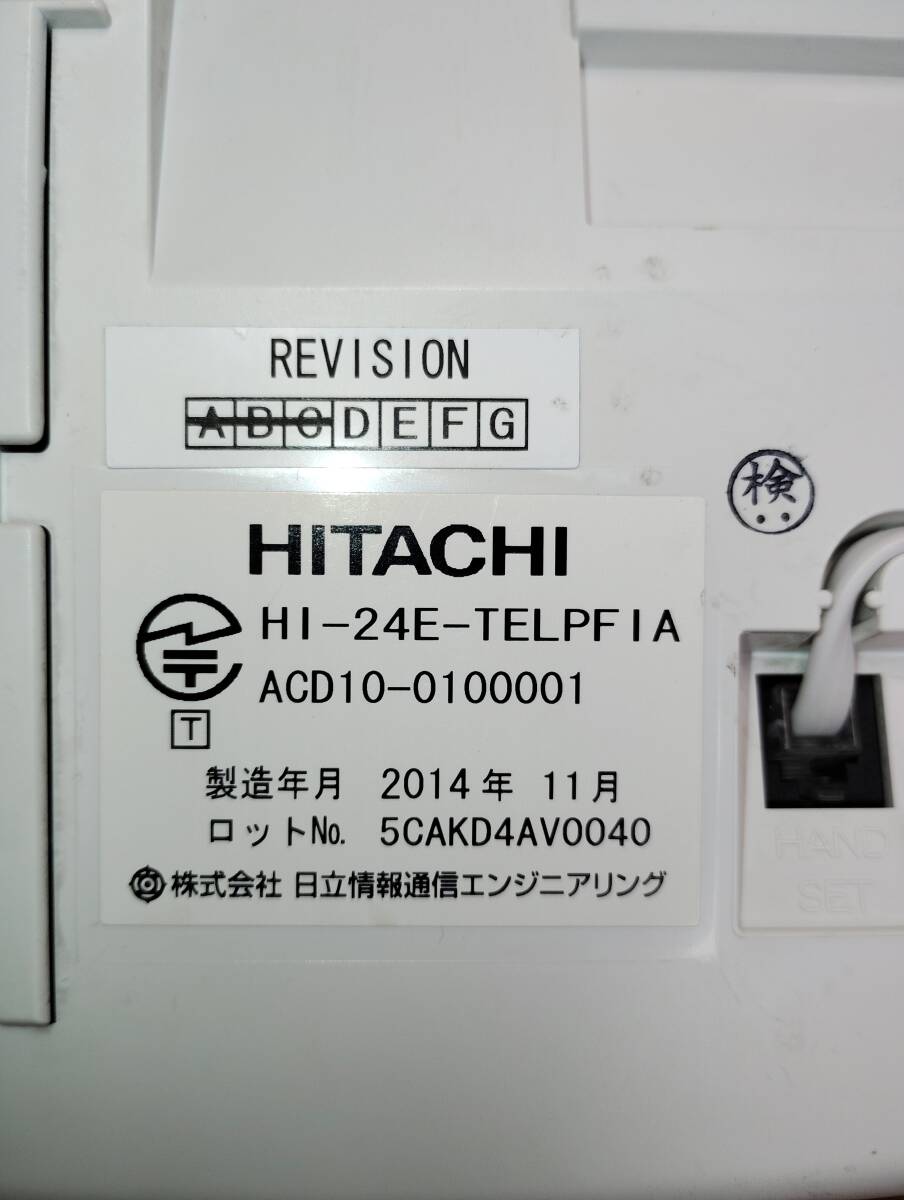 REVISION
ABCDEFG
検
HITACHI
HI-24E-TELPFIA
ACD10-0100001
T
製造年月 2014年 11月
ロット№. 5CAKD4AV0040
株式会社 日立情報通信エンジニアリング
HAND
SET